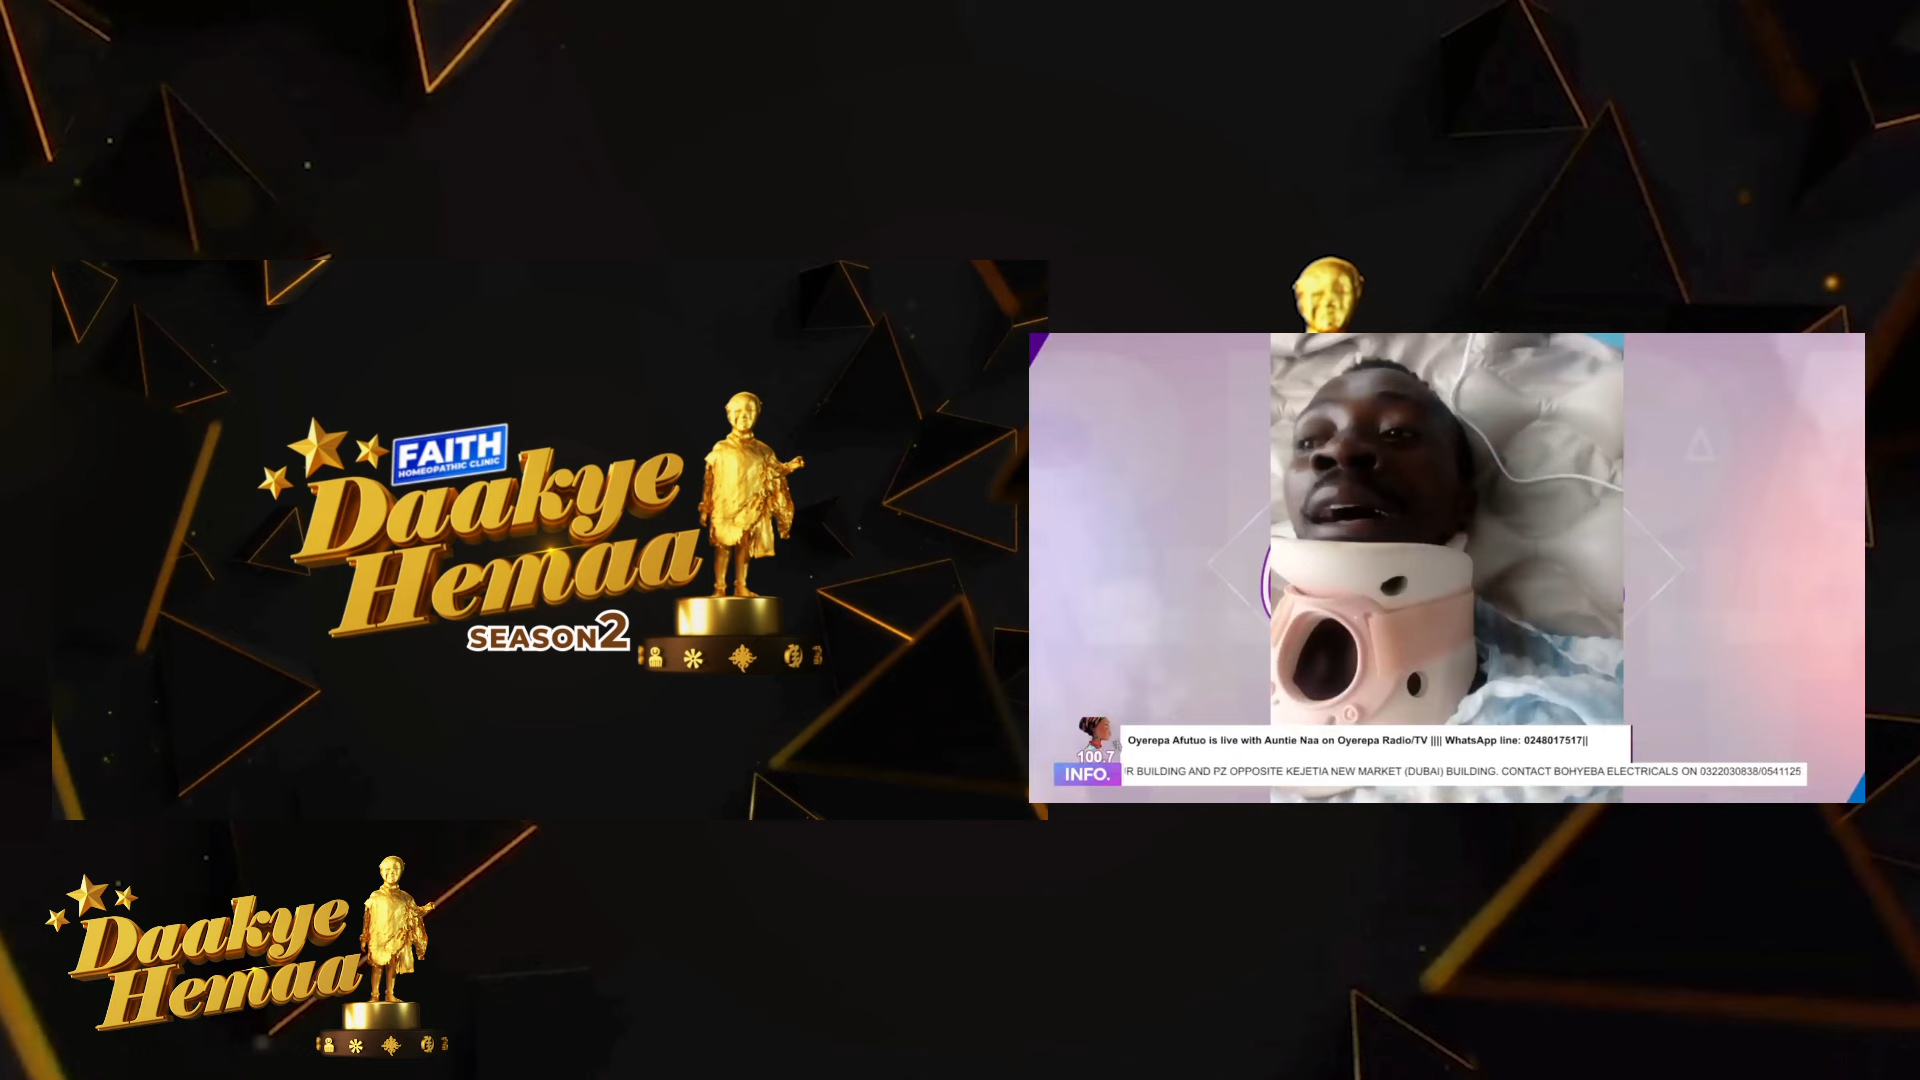 FAITH
HOMEOPATHIC CLINIC
Daakye
Hemaa
SEASON2
100.7
INFO.
Oyerepa Afutuo is live with Auntie Naa on Oyerepa Radio/TV |||| WhatsApp line: 0248017517||
R BUILDING AND PZ OPPOSITE KEJETIA NEW MARKET (DUBAI) BUILDING. CONTACT BOHYEBA ELECTRICALS ON 0322030838/0541125
Daakye
Hemaa